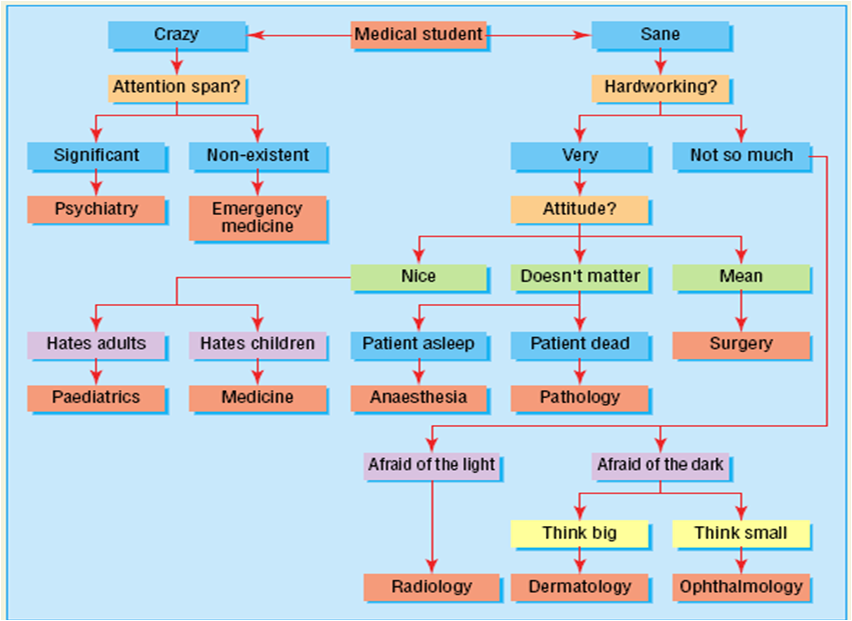 Crazy
Medical student
Sane
Attention span?
Hardworking?
Significant
Non-existent
Very
Not so much
Psychiatry
Emergency
medicine
Attitude?
Nice
Doesn't matter
Mean
Hates adults
Hates children
Patient asleep
Patient dead
Surgery
Paediatrics
Medicine
Anaesthesia
Pathology
Afraid of the light
Afraid of the dark
Think big
Think small
Radiology
Dermatology
Ophthalmology